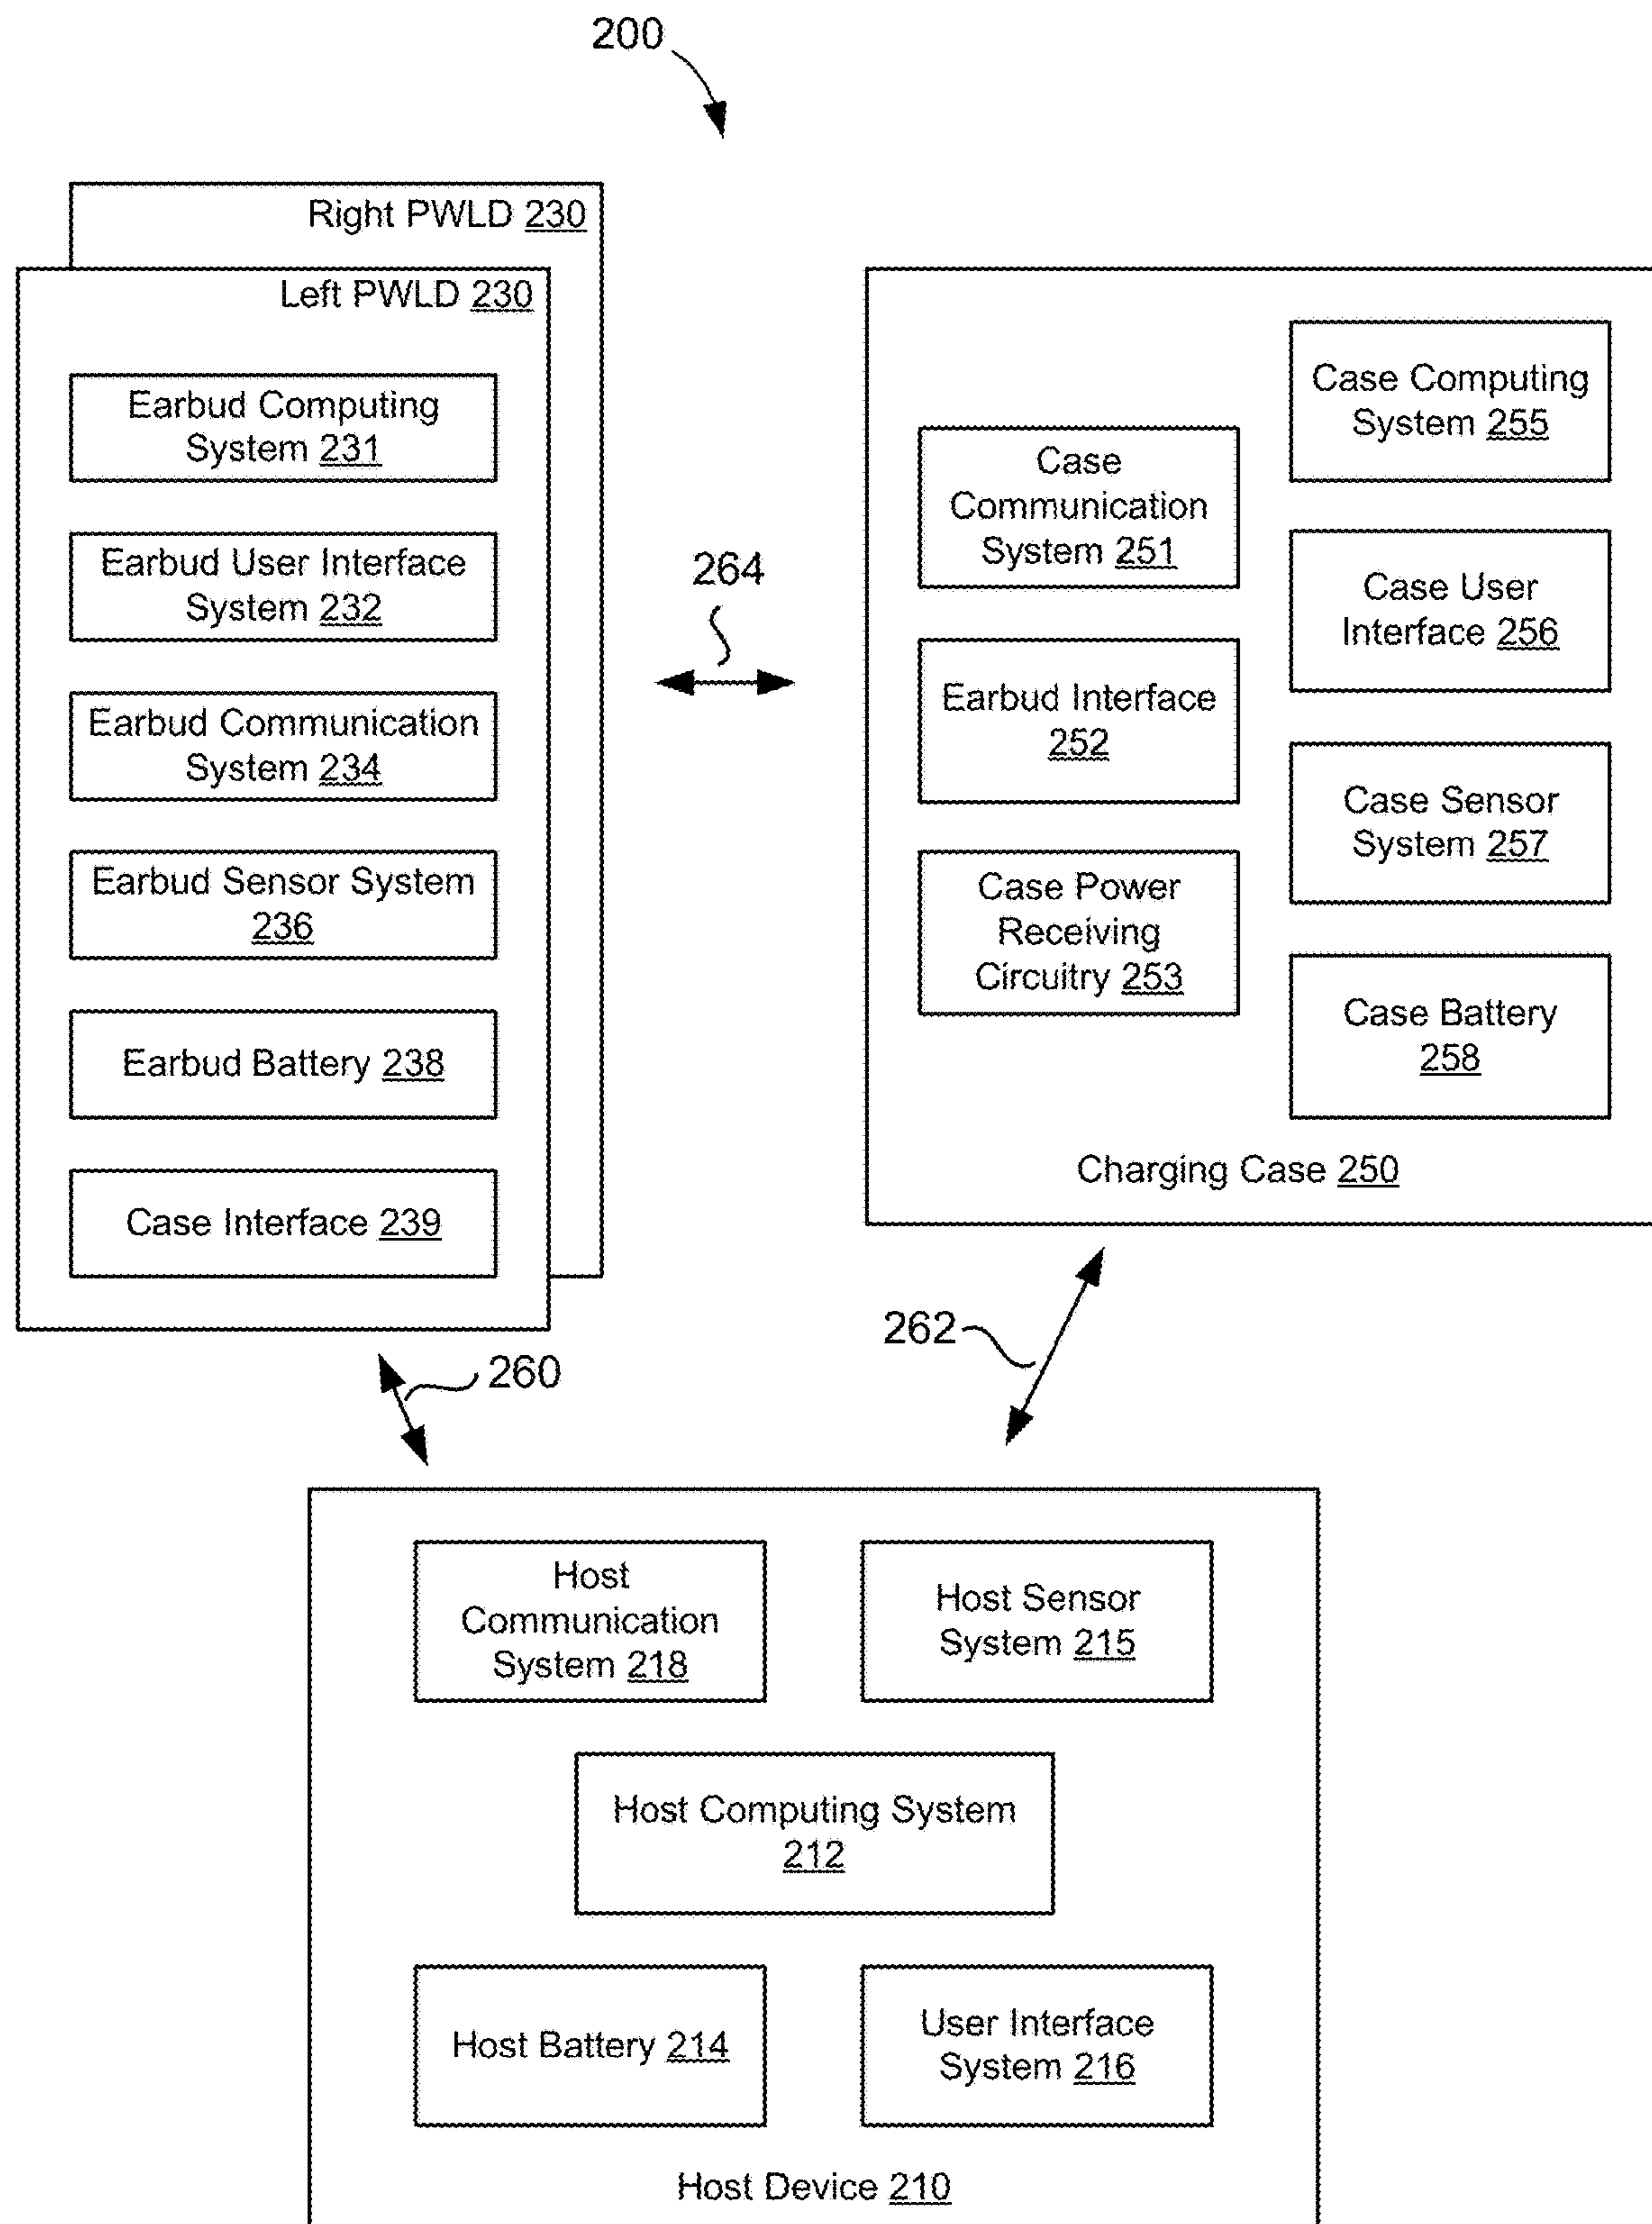 200
Right PWLD 230
Left PWLD 230
Earbud Computing
System 231
Earbud User Interface
System 232
Earbud Communication
System 234
Earbud Sensor System
236
Earbud Battery 238
Case Interface 239
264
Case
Communication
System 251
Earbud Interface
252
Case Power
Receiving
Circuitry 253
Case Computing
System 255
Case User
Interface 256
Case Sensor
System 257
Case Battery
258
Charging Case 250
260
262
Host
Communication
System 218
Host Sensor
System 215
Host Computing System
212
Host Battery 214
User Interface
System 216
Host Device 210